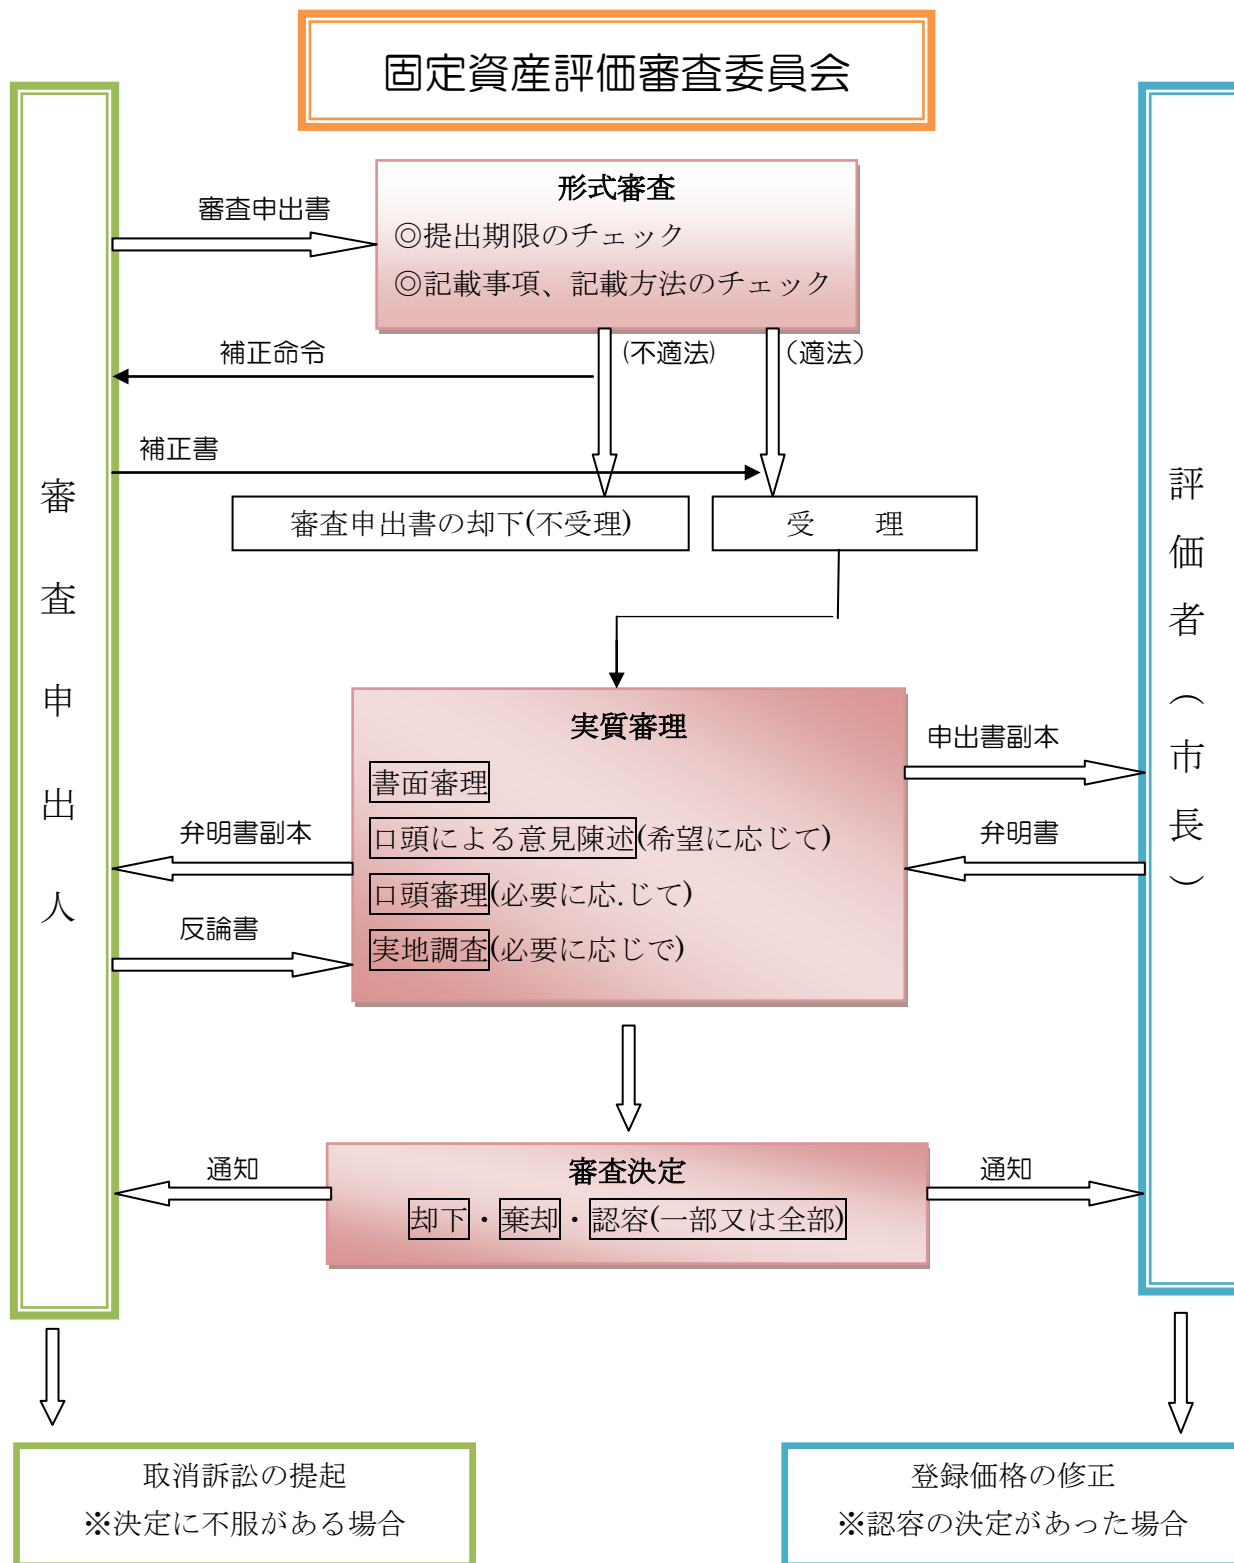 固定資産評価審査委員会
形式審査
◎提出期限のチェック
◎記載事項、記載方法のチェック
審査申出書
(不適法)
（適法）
補正命令
補正書
審査申出書の却下(不受理)
受　理
審査申出人
評価者（市長）
実質審理
書面審理
口頭による意見陳述(希望に応じて)
口頭審理(必要に応.じて)
実地調査(必要に応じで)
申出書副本
弁明書副本
弁明書
反論書
審査決定
却下・棄却・認容(一部又は全部)
通知
通知
取消訴訟の提起
※決定に不服がある場合
登録価格の修正
※認容の決定があった場合